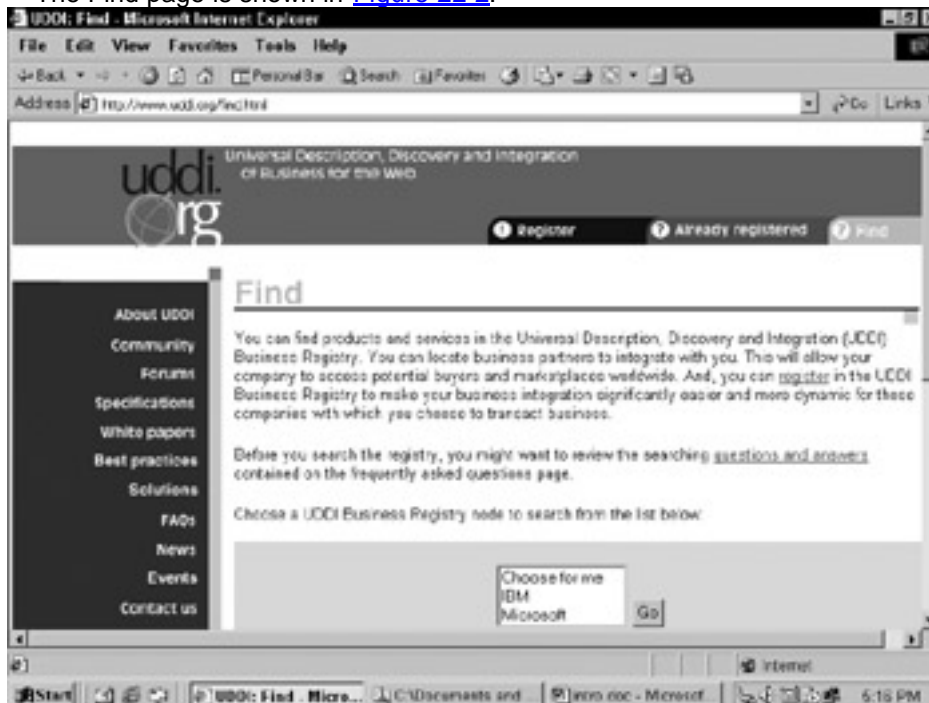 The Find page is shown in Figure 22-2.
UDDI: Find - Microsoft Internet Explorer
File Edit View Favorites Tools Help
Back Personal Bar Search Favorites
Address http://www.uddi.org/find.html Go Links
uddi.org
Universal Description, Discovery and Integration
of Business for the Web
Register Already registered Find
About UDDI
Community
Forums
Specifications
White papers
Best practices
Solutions
FAQs
News
Events
Contact us
Find
You can find products and services in the Universal Description, Discovery and Integration (UDDI)
Business Registry. You can locate business partners to integrate with you. This will allow your
company to access potential buyers and marketplaces worldwide. And, you can register in the UDDI
Business Registry to make your business integration significantly easier and more dynamic for these
companies with which you choose to transact business.
Before you search the registry, you might want to review the searching questions and answers
contained on the frequently asked questions page.
Choose a UDDI Business Registry node to search from the list below:
Choose for me
IBM
Microsoft
Go
Internet
Start UDDI: Find - Micro... C:\Documents and ... doc - Microsof... 6:16 PM